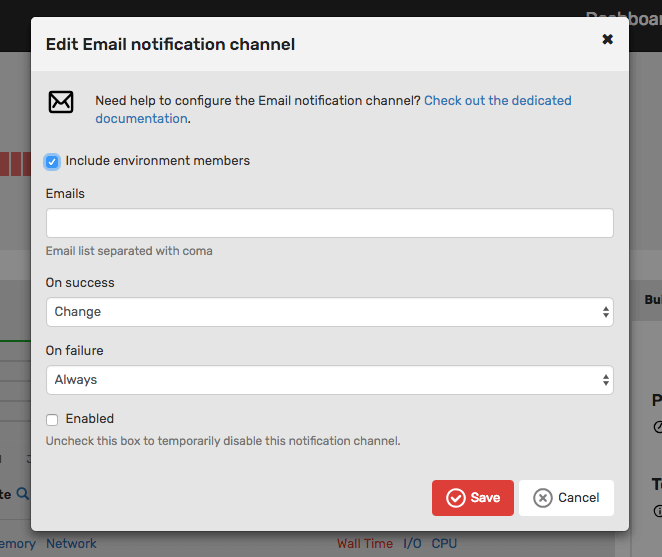 Dashboar
Edit Email notification channel
Need help to configure the Email notification channel? Check out the dedicated
documentation.
Include environment members
Emails
Email list separated with coma
On success
Change
On failure
Always
Enabled
Uncheck this box to temporarily disable this notification channel.
Save
Cancel
Bu
P
te
T
emory
Network
Wall Time
I/O
CPU